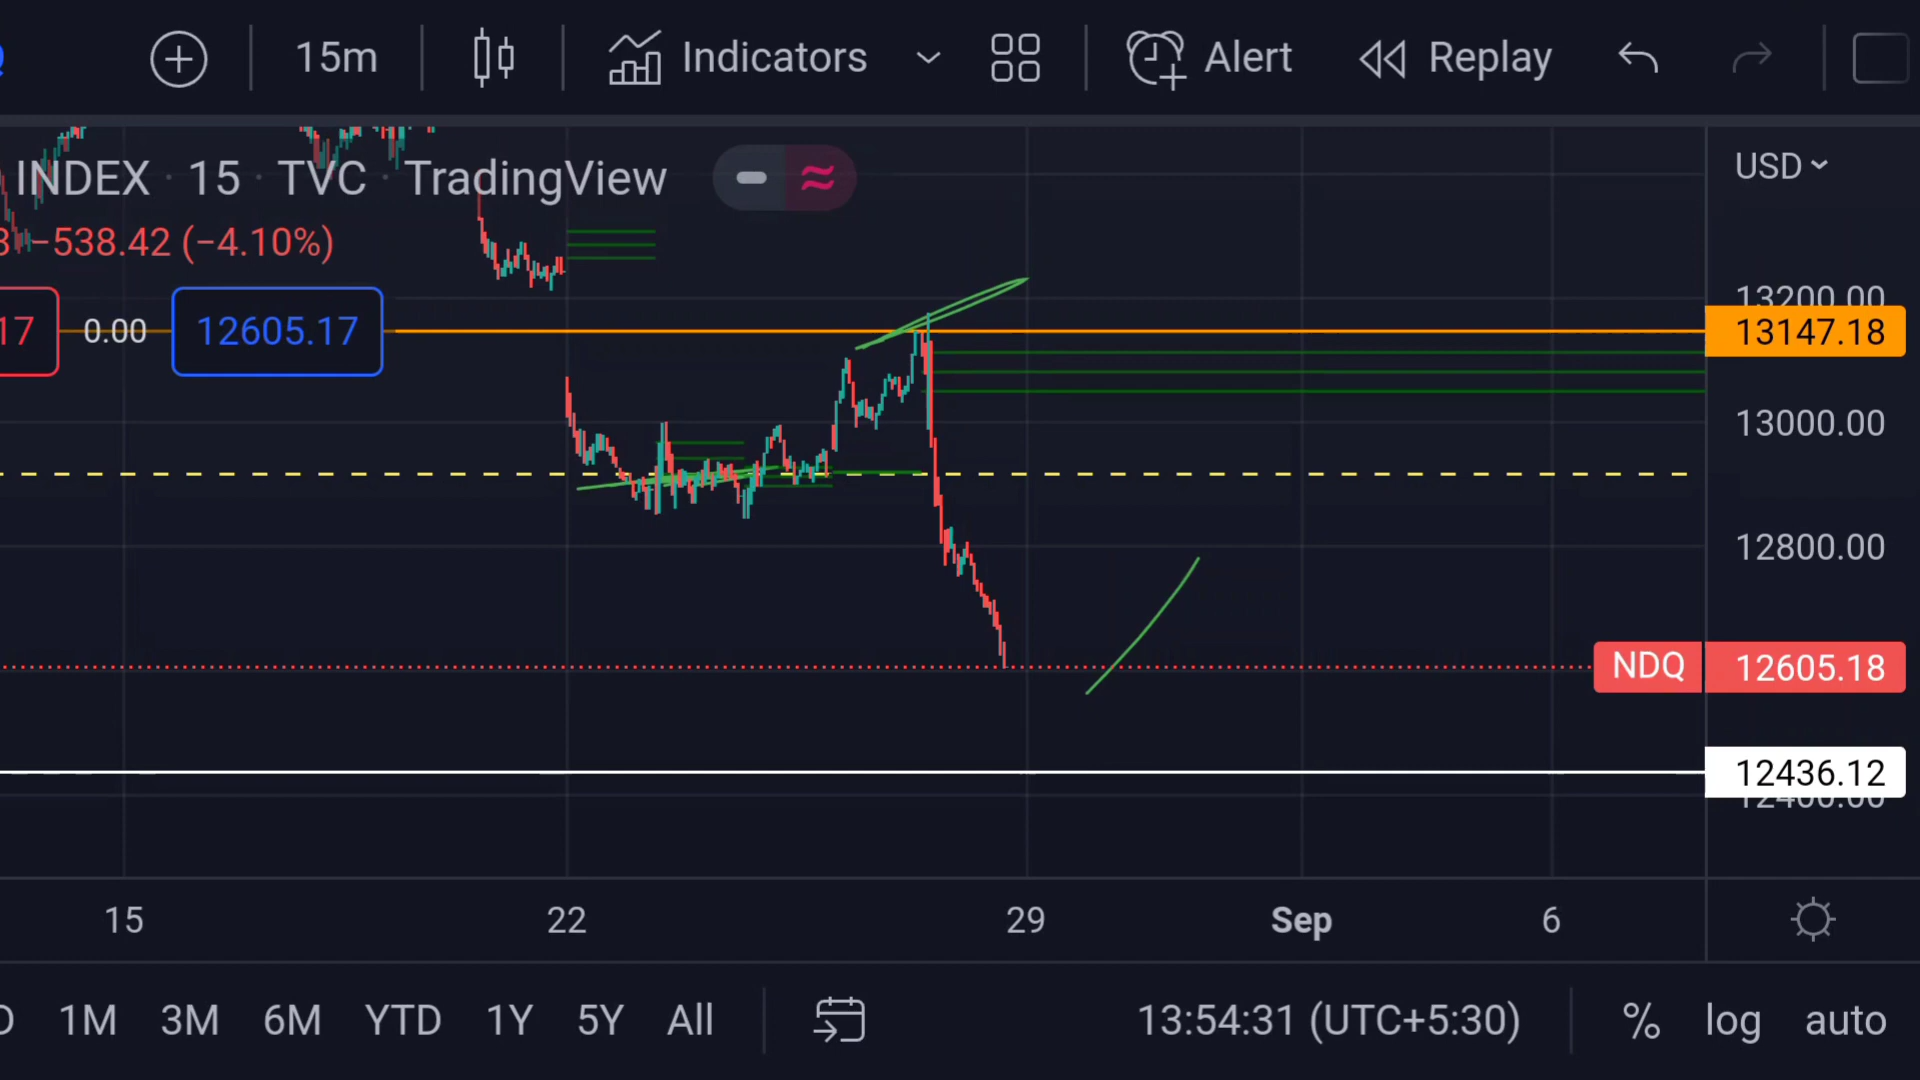 15m Indicators Alert Replay
INDEX · 15 · TVC · TradingView
USD
−538.42 (−4.10%)
13200.00
17 0.00 12605.17
13147.18
13000.00
12800.00
NDQ 12605.18
12436.12
12400.00
15 22 29 Sep 6
D 1M 3M 6M YTD 1Y 5Y All 13:54:31 (UTC+5:30) % log auto